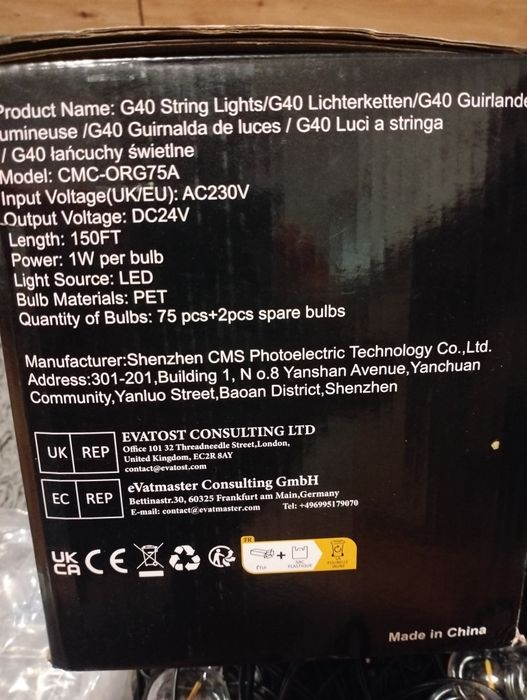 Product Name: G40 String Lights/G40 Lichterketten/G40 Guirlande
umineuse /G40 Guirnalda de luces / G40 Luci a stringa
/ G40 łańcuchy świetlne
Model: CMC-ORG75A
Input Voltage(UK/EU): AC230V
Output Voltage: DC24V
Length: 150FT
Power: 1W per bulb
Light Source: LED
Bulb Materials: PET
Quantity of Bulbs: 75 pcs+2pcs spare bulbs
Manufacturer:Shenzhen CMS Photoelectric Technology Co.,Ltd.
Address:301-201,Building 1, N o.8 Yanshan Avenue,Yanchuan
Community,Yanluo Street,Baoan District,Shenzhen
UK REP
EVATOST CONSULTING LTD
Office 101 32 Threadneedle Street,London,
United Kingdom, EC2R 8AY
contact@evatost.com
EC REP
eVatmaster Consulting GmbH
Bettinastr.30, 60325 Frankfurt am Main,Germany
E-mail: contact@evatmaster.com Tel: +496995179070
UK
CA CE
FR
+
SAC
PLASTIQUE
Made in China